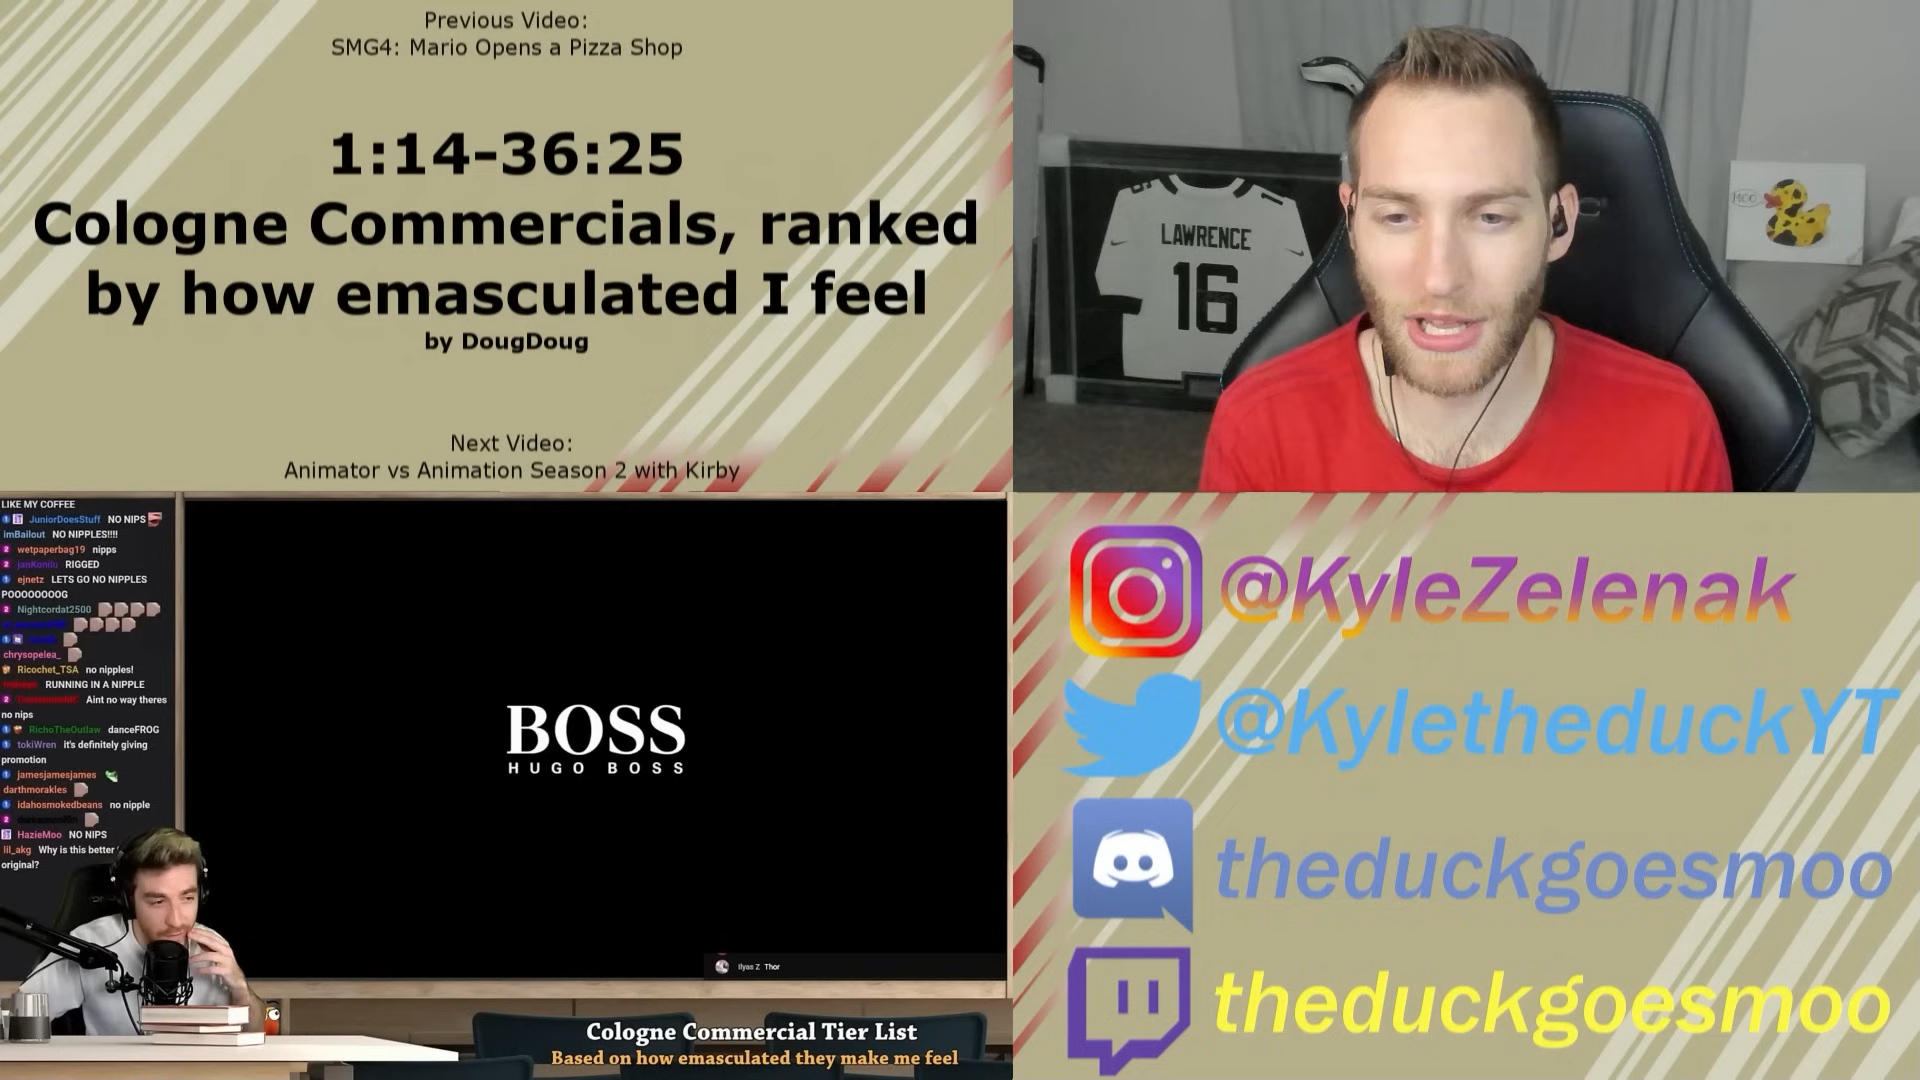 Previous Video:
SMG4: Mario Opens a Pizza Shop
1:14-36:25
Cologne Commercials, ranked
by how emasculated I feel
by DougDoug
Next Video:
Animator vs Animation Season 2 with Kirby
LAWRENCE
16
MOO
LIKE MY COFFEE
JuniorDoesStuff NO NIPS
imBailout NO NIPPLES!!!!
wetpaperbag19 nipps
janKonilu RIGGED
ejnetz LETS GO NO NIPPLES
POOOOOOOOG
Nightcordat2500
chrysopelea_
Ricochet_TSA no nipples!
RUNNING IN A NIPPLE
Aint no way theres
no nips
RichoTheOutlaw danceFROG
tokiWren it's definitely giving
promotion
jamesjamesjames
darthmorakles
idahosmokedbeans no nipple
HazieMoo NO NIPS
lil_akg Why is this better
original?
BOSS
HUGO BOSS
Ilyas Z Thor
Cologne Commercial Tier List
Based on how emasculated they make me feel
@KyleZelenak
@KyletheduckYT
theduckgoesmoo
theduckgoesmoo